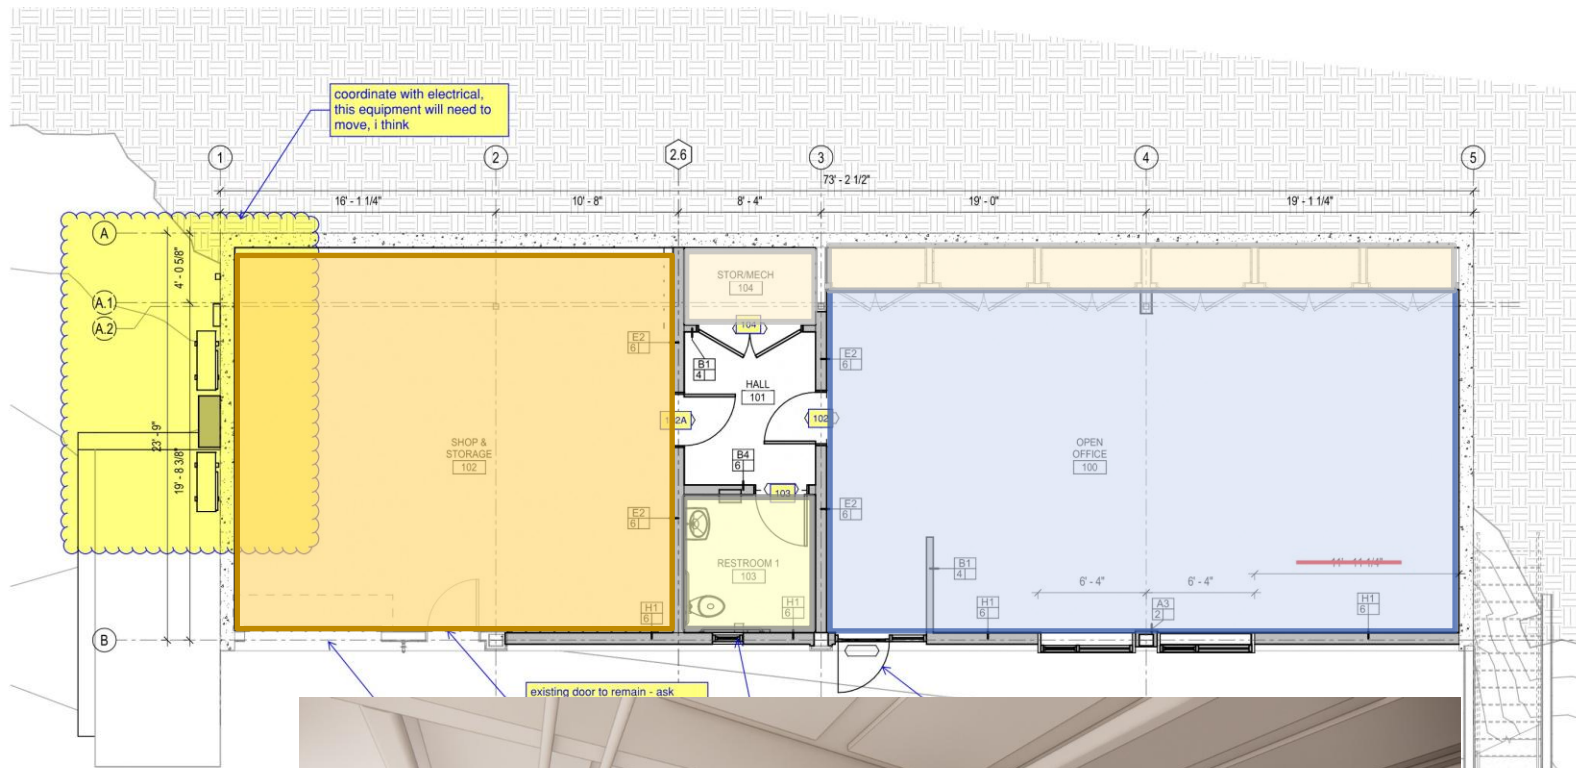 coordinate with electrical,
this equipment will need to
move, i think
1
2
2.6
3
4
5
73' - 2 1/2"
16' - 1 1/4"
10' - 8"
8' - 4"
19' - 0"
19' - 1 1/4"
A
A.1
A.2
B
4' - 0 5/8"
23' - 9"
19' - 8 3/8"
STOR/MECH
104
104
E2
6
B1
4
E2
6
HALL
101
102A
102
SHOP &
STORAGE
102
OPEN
OFFICE
100
B4
6
103
E2
6
E2
6
RESTROOM 1
103
B1
4
11' - 11 1/4"
6' - 4"
6' - 4"
H1
6
H1
6
H1
6
A3
2
H1
6
existing door to remain - ask